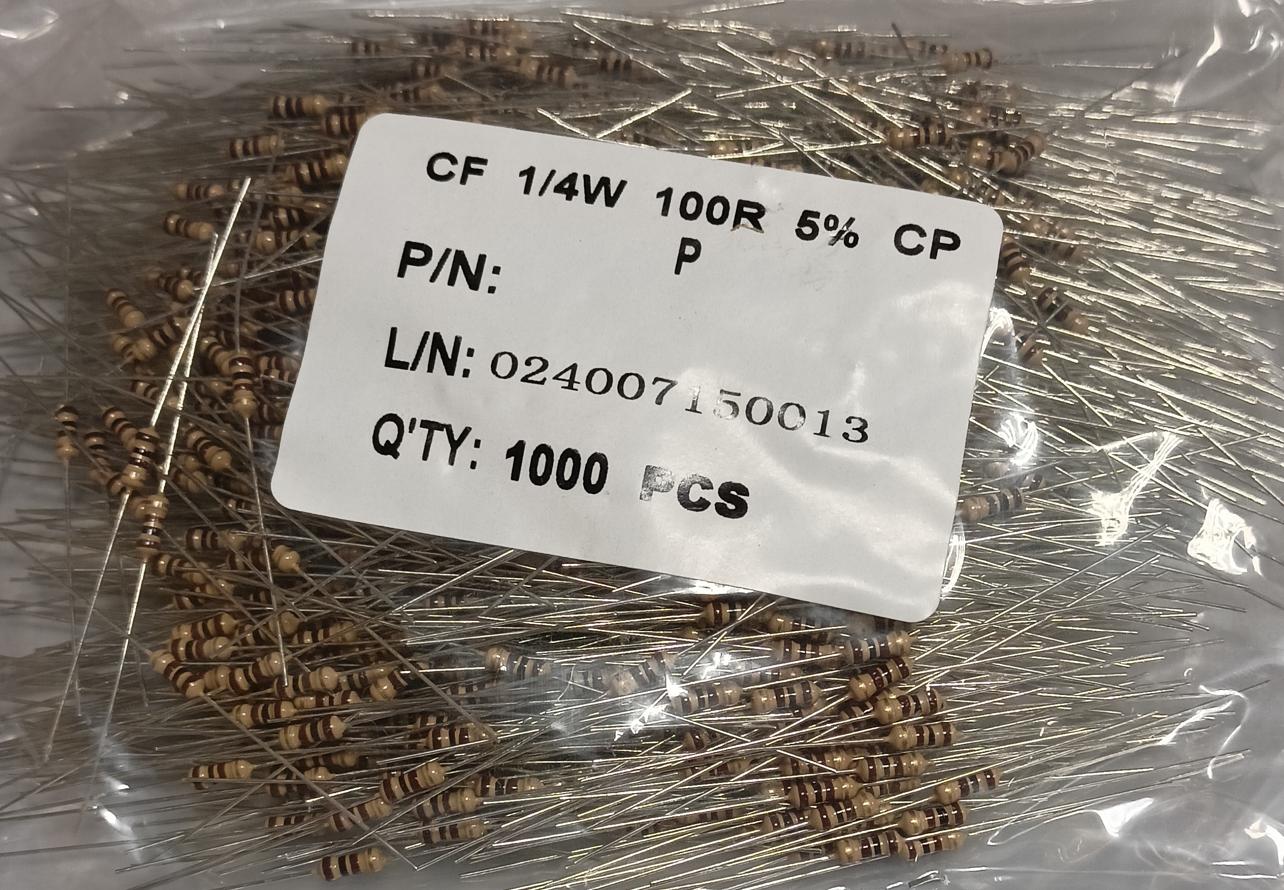 CF 1/4W 100R 5% CP
P
P/N:
L/N: 024007150013
Q'TY: 1000 PCS